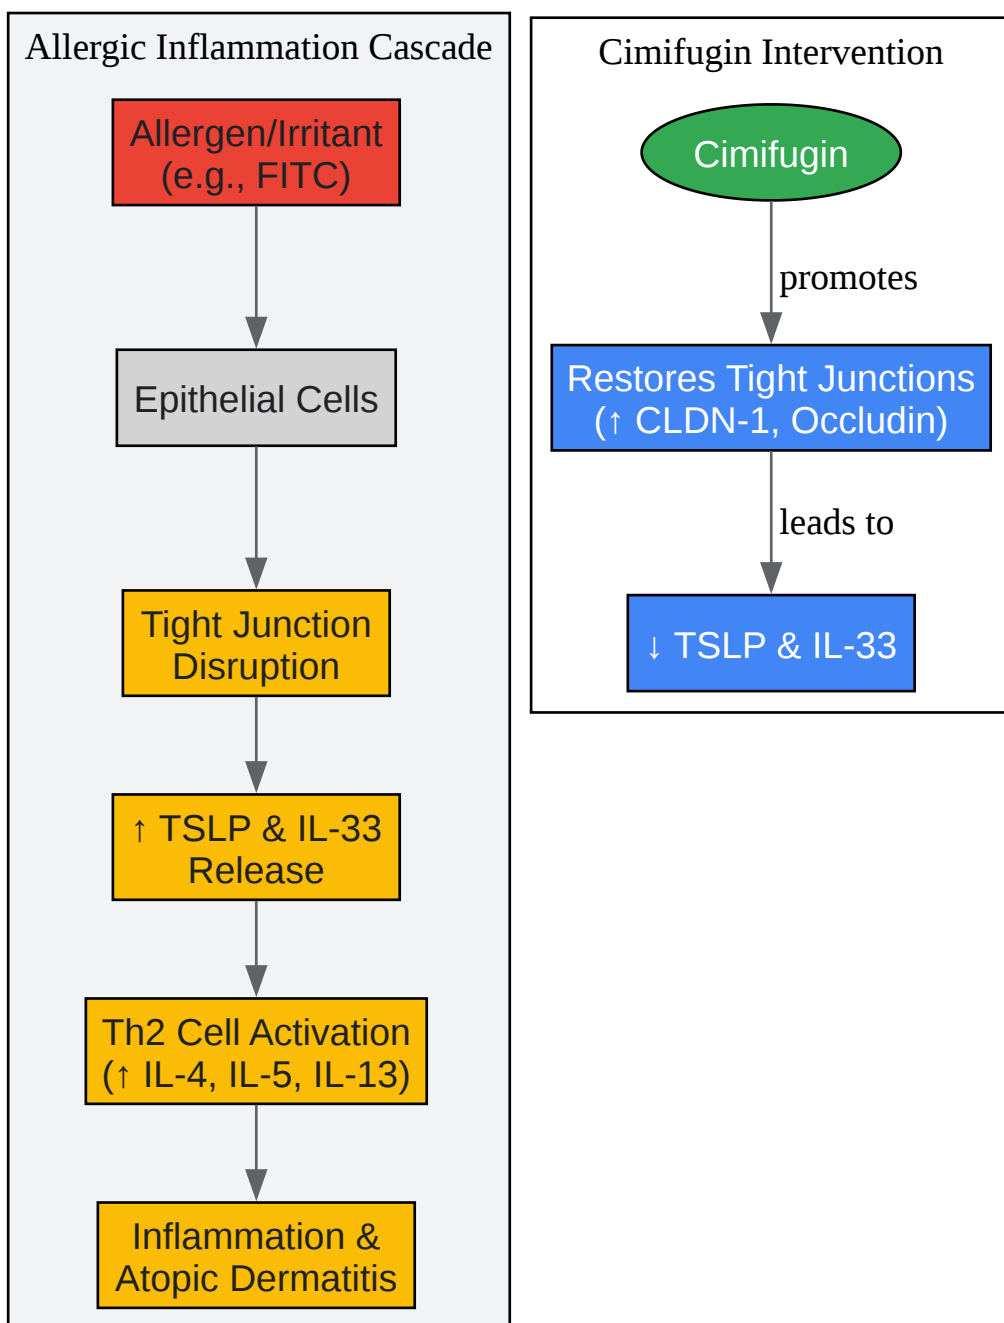 Allergic Inflammation Cascade
Allergen/Irritant
(e.g., FITC)
Epithelial Cells
Tight Junction
Disruption
↑ TSLP & IL-33
Release
Th2 Cell Activation
(↑ IL-4, IL-5, IL-13)
Inflammation &
Atopic Dermatitis
Cimifugin Intervention
Cimifugin
promotes
Restores Tight Junctions
(↑ CLDN-1, Occludin)
leads to
↓ TSLP & IL-33